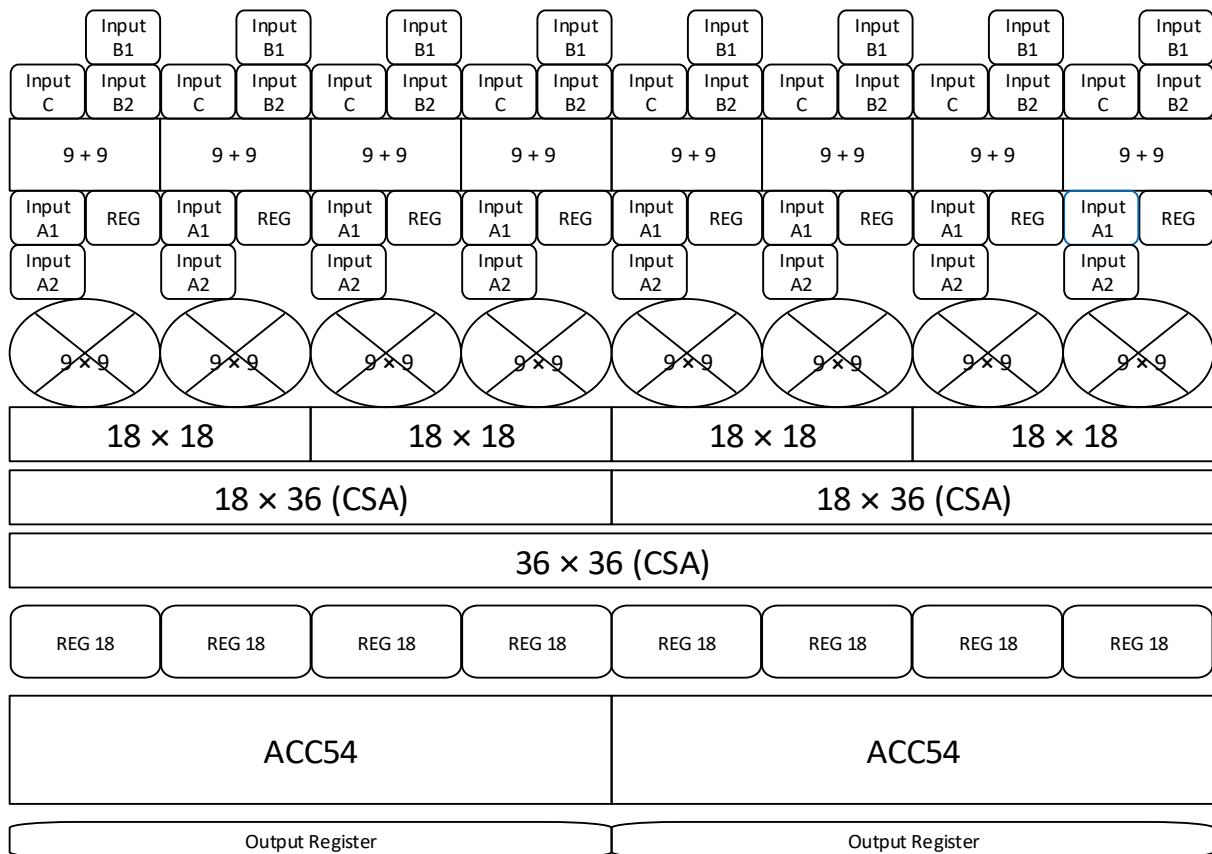 Input Input Input Input Input Input Input Input
B1 B1 B1 B1 B1 B1 B1 B1
Input Input Input Input Input Input Input Input Input Input Input Input Input Input Input Input
C B2 C B2 C B2 C B2 C B2 C B2 C B2 C B2
9 + 9 9 + 9 9 + 9 9 + 9 9 + 9 9 + 9 9 + 9 9 + 9
Input REG Input REG Input REG Input REG Input REG Input REG Input REG Input REG
A1 A1 A1 A1 A1 A1 A1 A1
Input Input Input Input Input Input Input Input
A2 A2 A2 A2 A2 A2 A2 A2
9 × 9 9 × 9 9 × 9 9 × 9 9 × 9 9 × 9 9 × 9 9 × 9
18 × 18 18 × 18 18 × 18 18 × 18
18 × 36 (CSA) 18 × 36 (CSA)
36 × 36 (CSA)
REG 18 REG 18 REG 18 REG 18 REG 18 REG 18 REG 18 REG 18
ACC54 ACC54
Output Register Output Register